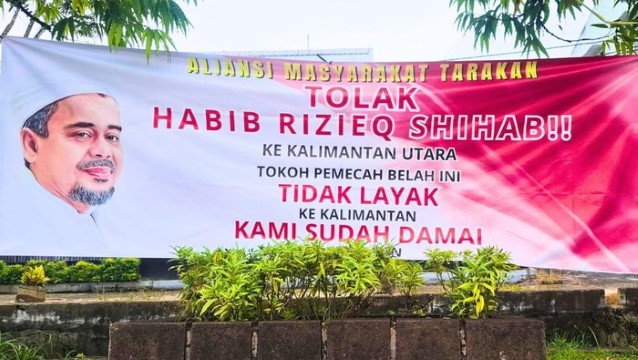 ALIANSI MASYARAKAT TARAKAN
TOLAK
HABIB RIZIEQ SHIHAB!!
KE KALIMANTAN UTARA
TOKOH PEMECAH BELAH INI
TIDAK LAYAK
KE KALIMANTAN
KAMI SUDAH DAMAI